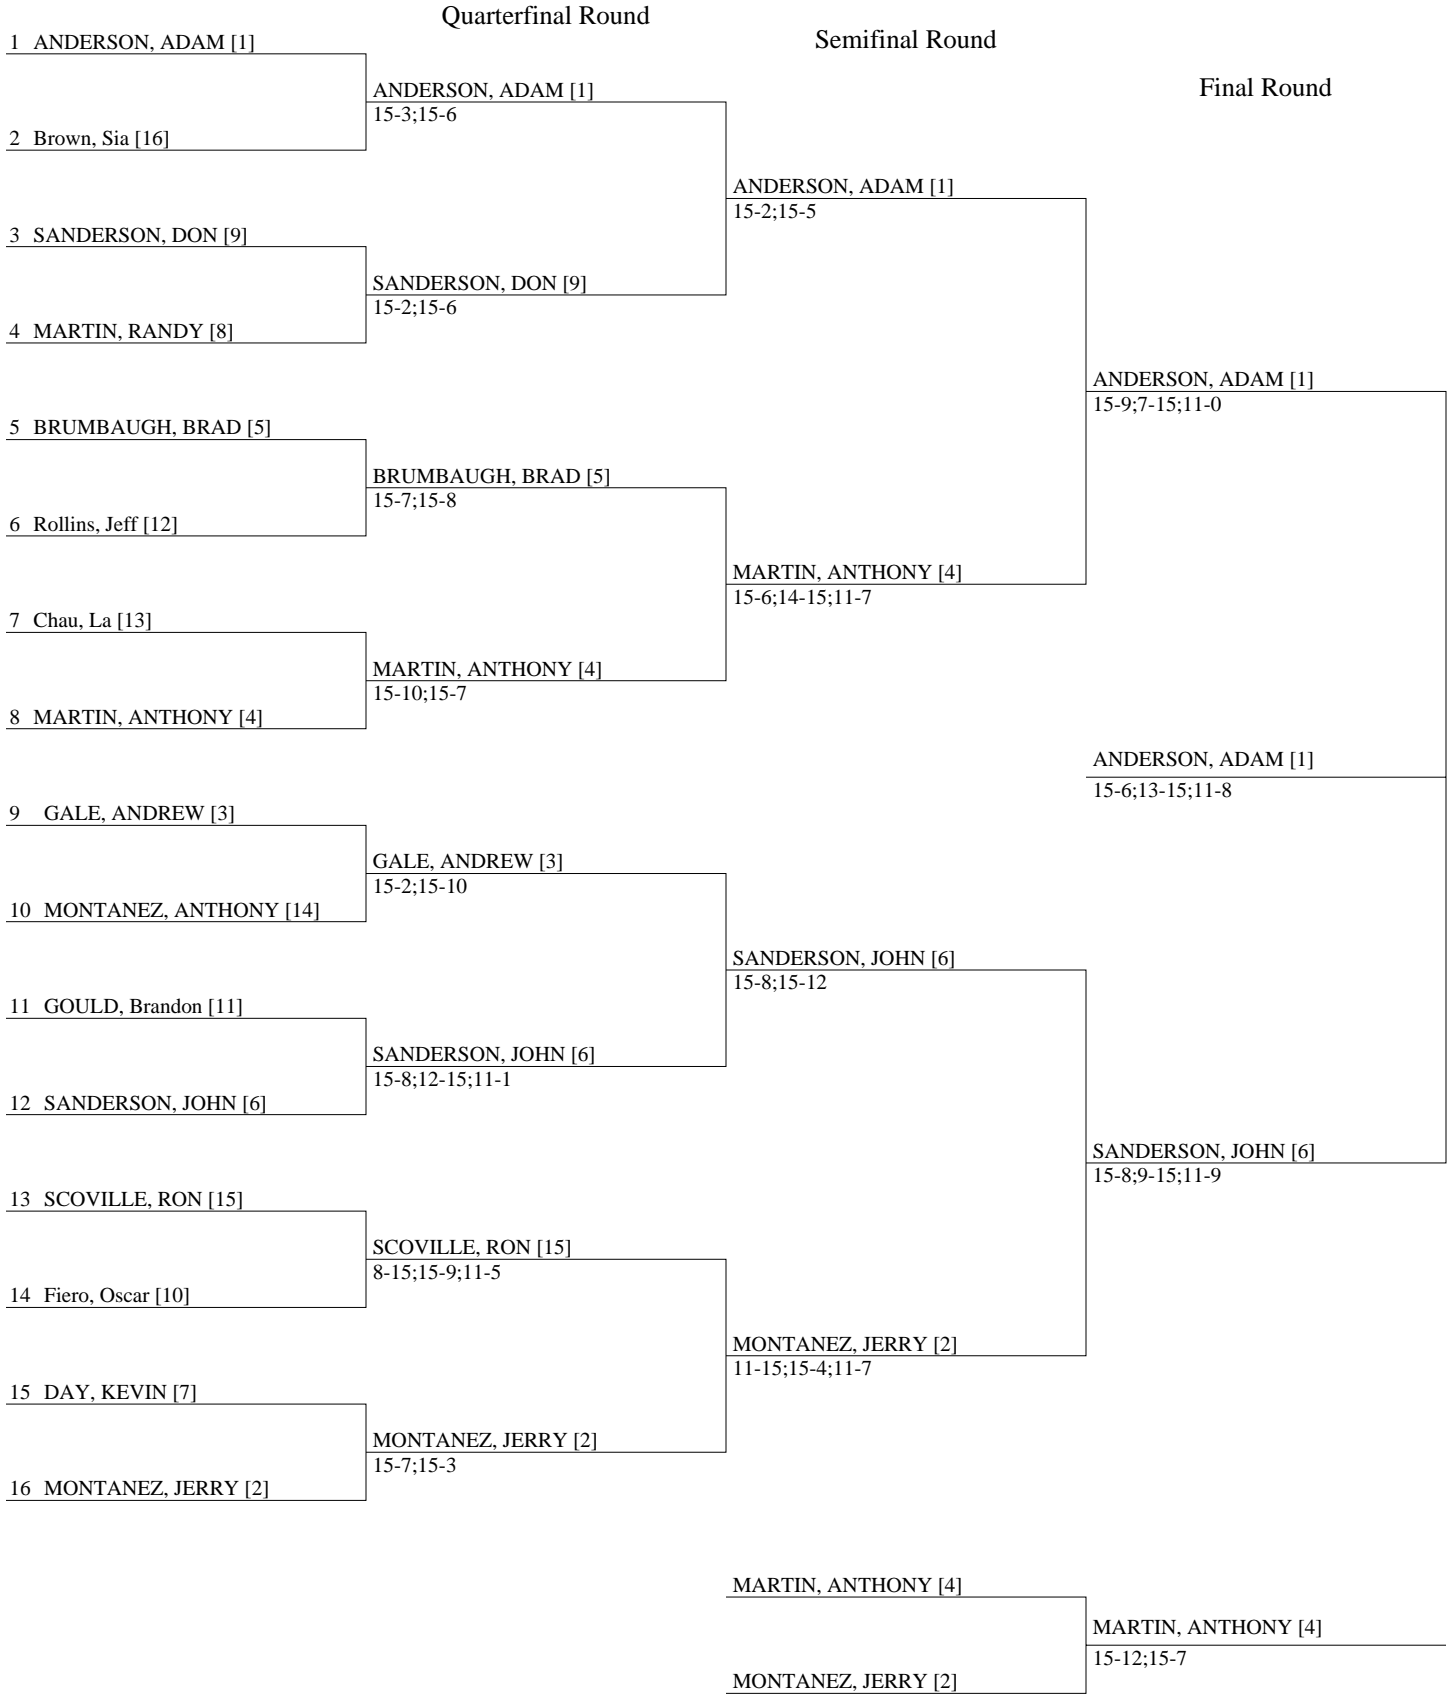 Quarterfinal Round
Semifinal Round
Final Round
1 ANDERSON, ADAM [1]
ANDERSON, ADAM [1]
15-3;15-6
2 Brown, Sia [16]
ANDERSON, ADAM [1]
15-2;15-5
3 SANDERSON, DON [9]
SANDERSON, DON [9]
15-2;15-6
4 MARTIN, RANDY [8]
ANDERSON, ADAM [1]
15-9;7-15;11-0
5 BRUMBAUGH, BRAD [5]
BRUMBAUGH, BRAD [5]
15-7;15-8
6 Rollins, Jeff [12]
MARTIN, ANTHONY [4]
15-6;14-15;11-7
7 Chau, La [13]
MARTIN, ANTHONY [4]
15-10;15-7
8 MARTIN, ANTHONY [4]
ANDERSON, ADAM [1]
15-6;13-15;11-8
9 GALE, ANDREW [3]
GALE, ANDREW [3]
15-2;15-10
10 MONTANEZ, ANTHONY [14]
SANDERSON, JOHN [6]
15-8;15-12
11 GOULD, Brandon [11]
SANDERSON, JOHN [6]
15-8;12-15;11-1
12 SANDERSON, JOHN [6]
SANDERSON, JOHN [6]
15-8;9-15;11-9
13 SCOVILLE, RON [15]
SCOVILLE, RON [15]
8-15;15-9;11-5
14 Fiero, Oscar [10]
MONTANEZ, JERRY [2]
11-15;15-4;11-7
15 DAY, KEVIN [7]
MONTANEZ, JERRY [2]
15-7;15-3
16 MONTANEZ, JERRY [2]
MARTIN, ANTHONY [4]
MARTIN, ANTHONY [4]
15-12;15-7
MONTANEZ, JERRY [2]